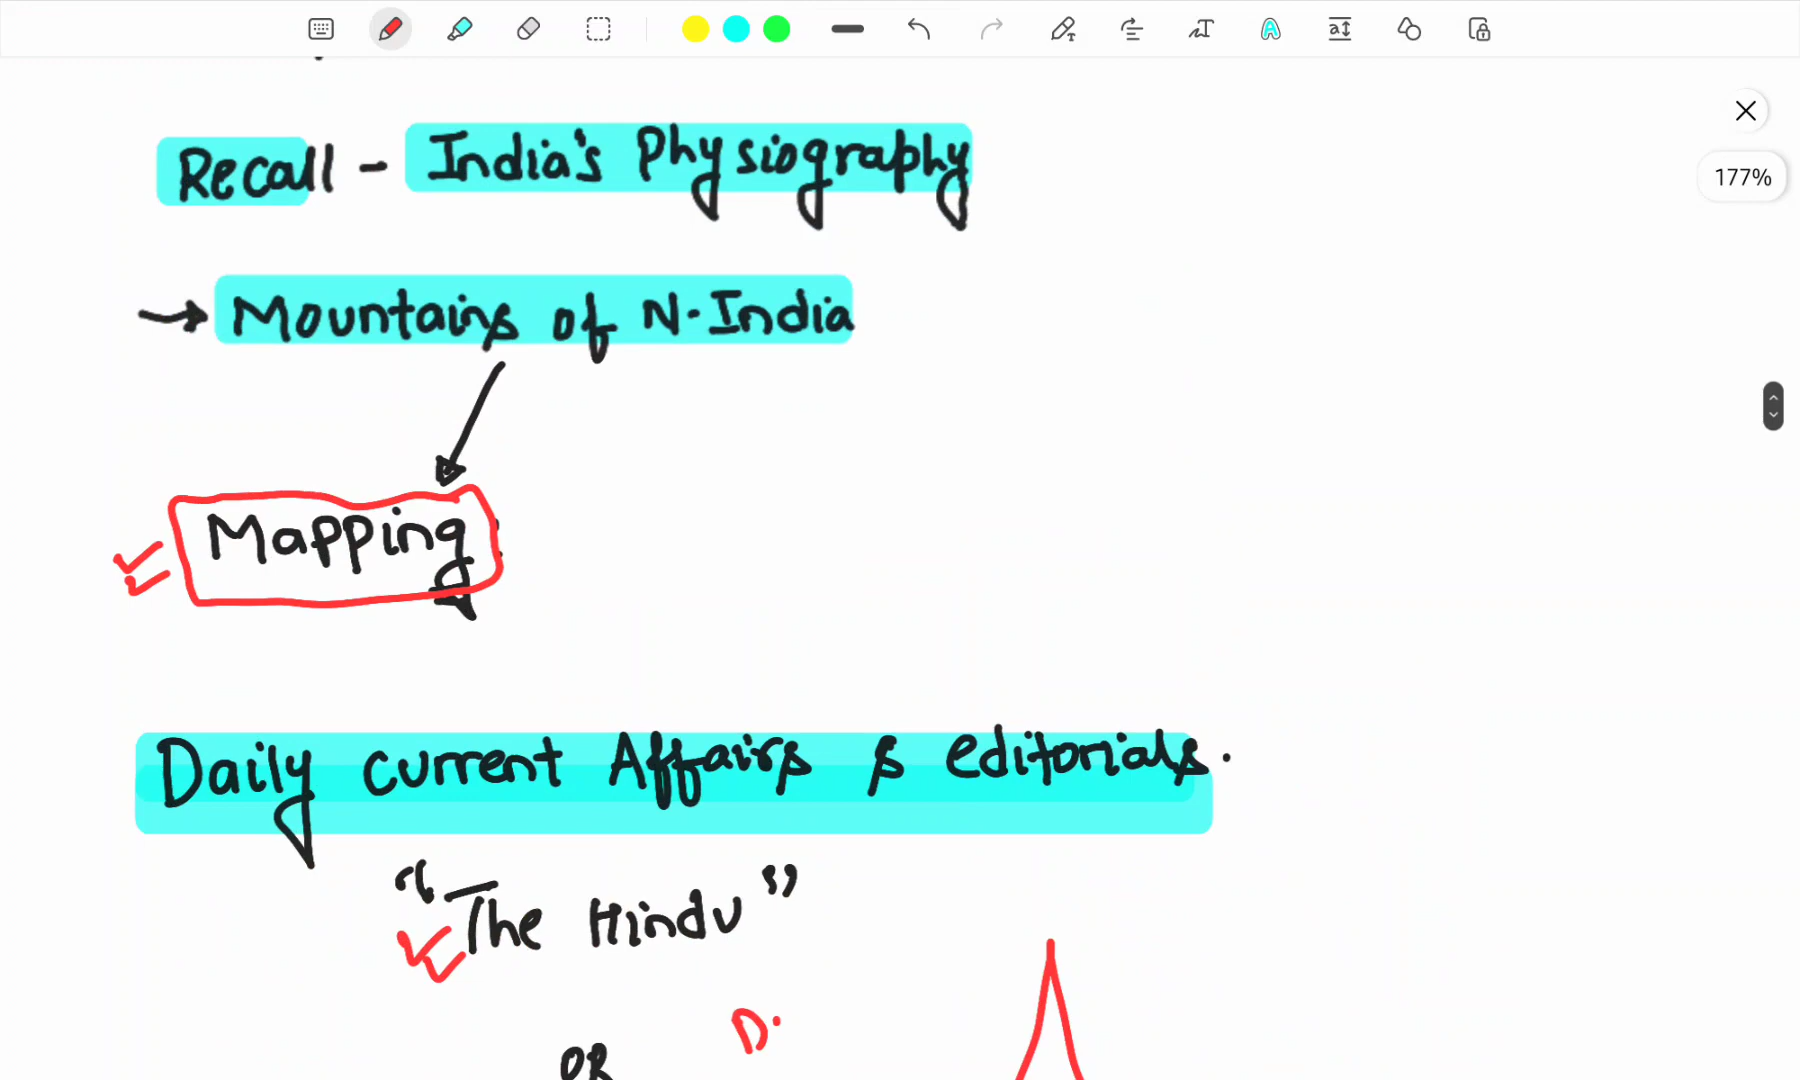 177%
Recall - India's Physiography
→ Mountains of N. India
Mapping
Daily current Affairs & editorials.
"The Hindu"
D.
OR